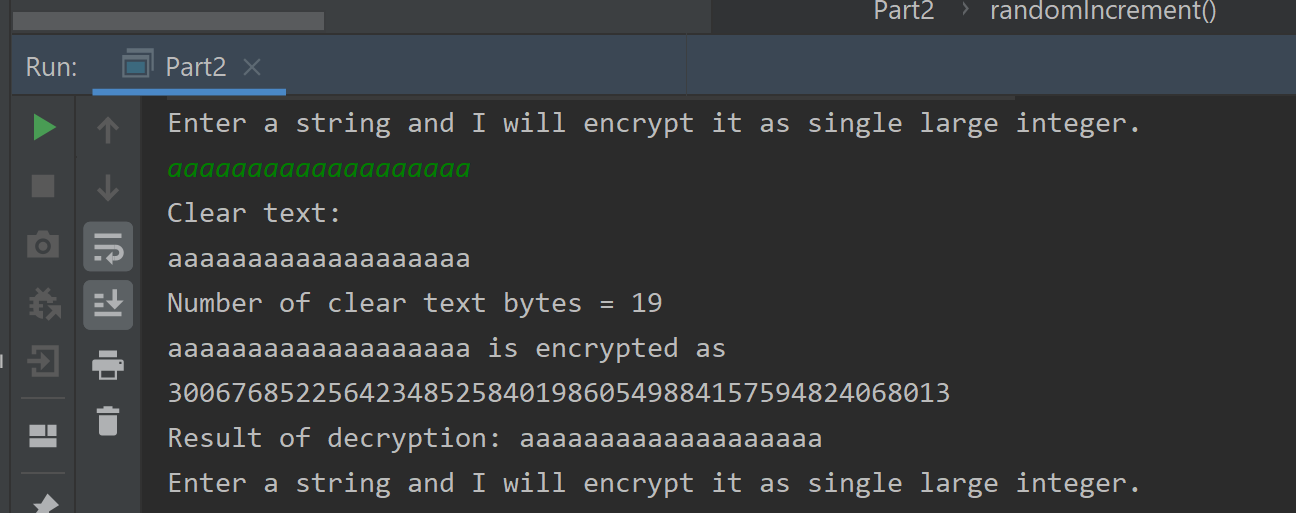 Part2 › randomIncrement()
Run: Part2 ×
Enter a string and I will encrypt it as single large integer.
aaaaaaaaaaaaaaaaaaa
Clear text:
aaaaaaaaaaaaaaaaaaa
Number of clear text bytes = 19
aaaaaaaaaaaaaaaaaaa is encrypted as
3006768522564234852584019860549884157594824068013
Result of decryption: aaaaaaaaaaaaaaaaaaa
Enter a string and I will encrypt it as single large integer.